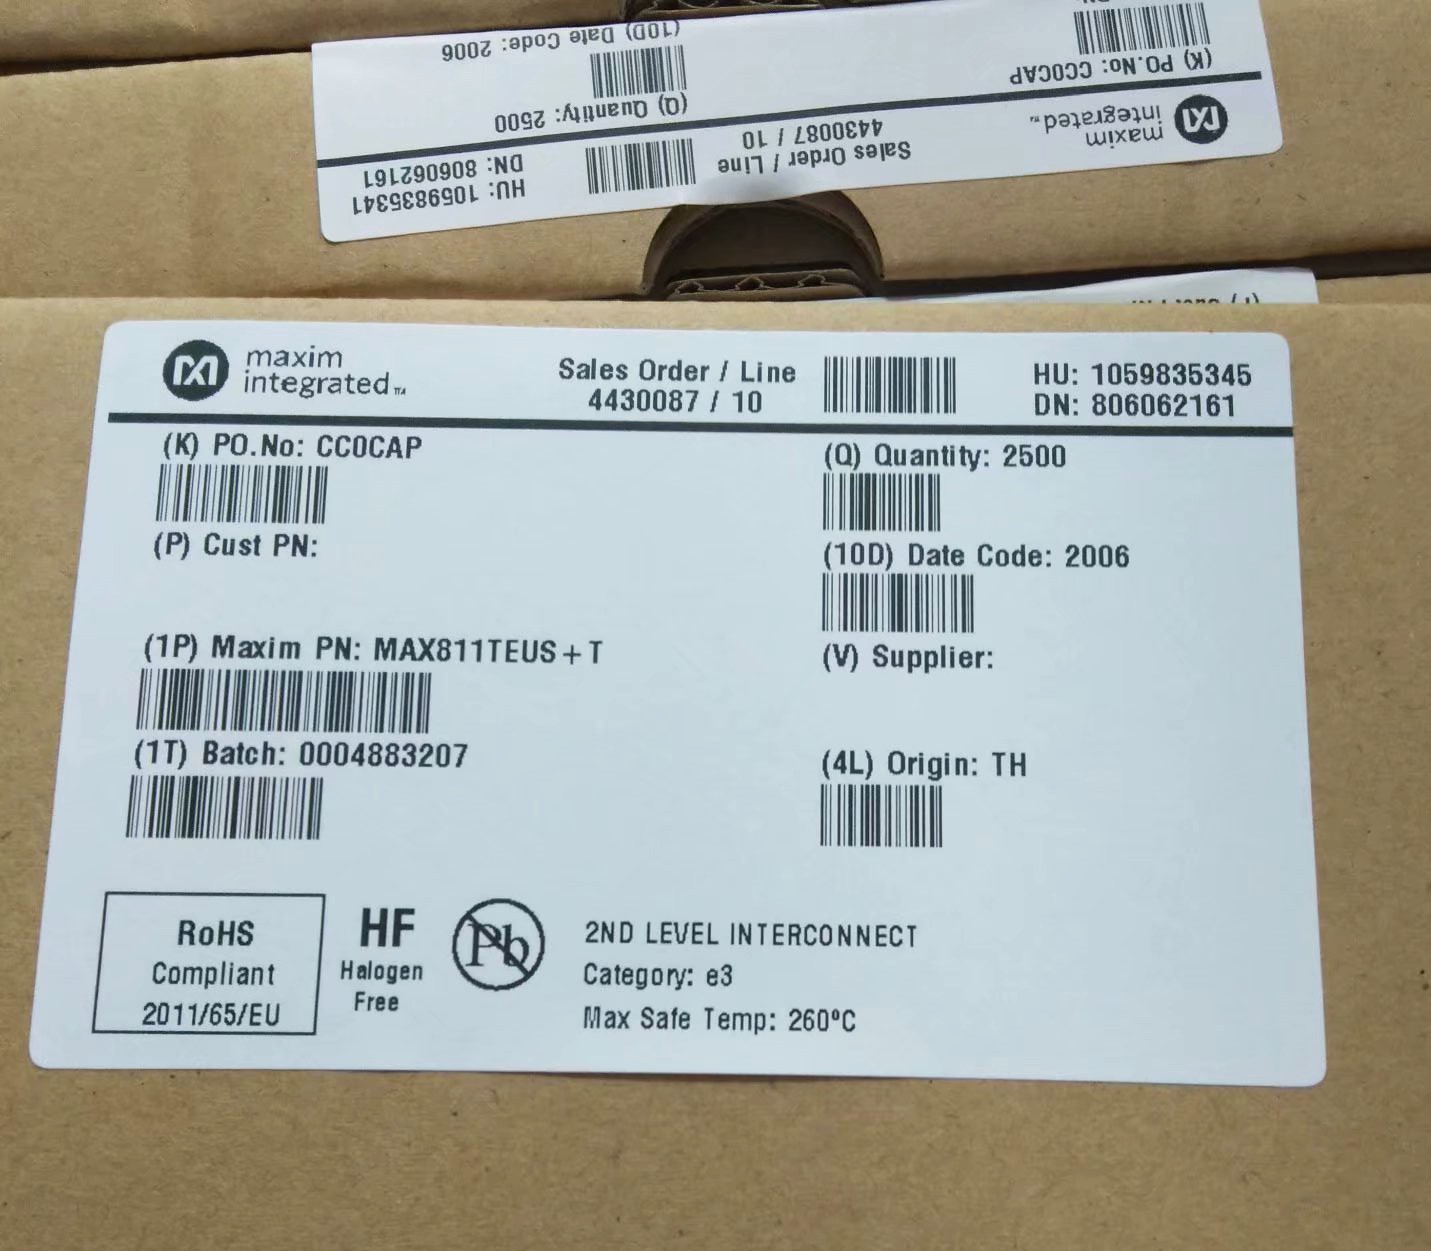 (10D) Date Code: 2006
(K) PO.No: CC0CAP
(Q) Quantity: 2500
maxim
integrated™
Sales Order / Line
4430087 / 10
HU: 1059835341
DN: 806062161
maxim
integrated™
Sales Order / Line
4430087 / 10
HU: 1059835345
DN: 806062161
(K) PO.No: CC0CAP
(Q) Quantity: 2500
(P) Cust PN:
(10D) Date Code: 2006
(1P) Maxim PN: MAX811TEUS+T
(V) Supplier:
(1T) Batch: 0004883207
(4L) Origin: TH
RoHS
Compliant
2011/65/EU
HF
Halogen
Free
Pb
2ND LEVEL INTERCONNECT
Category: e3
Max Safe Temp: 260ºC